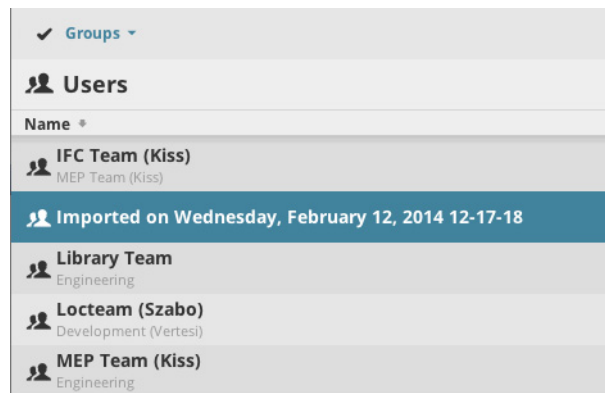 Groups
Users
Name
IFC Team (Kiss)
MEP Team (Kiss)
Imported on Wednesday, February 12, 2014 12-17-18
Library Team
Engineering
Locteam (Szabo)
Development (Vertesi)
MEP Team (Kiss)
Engineering